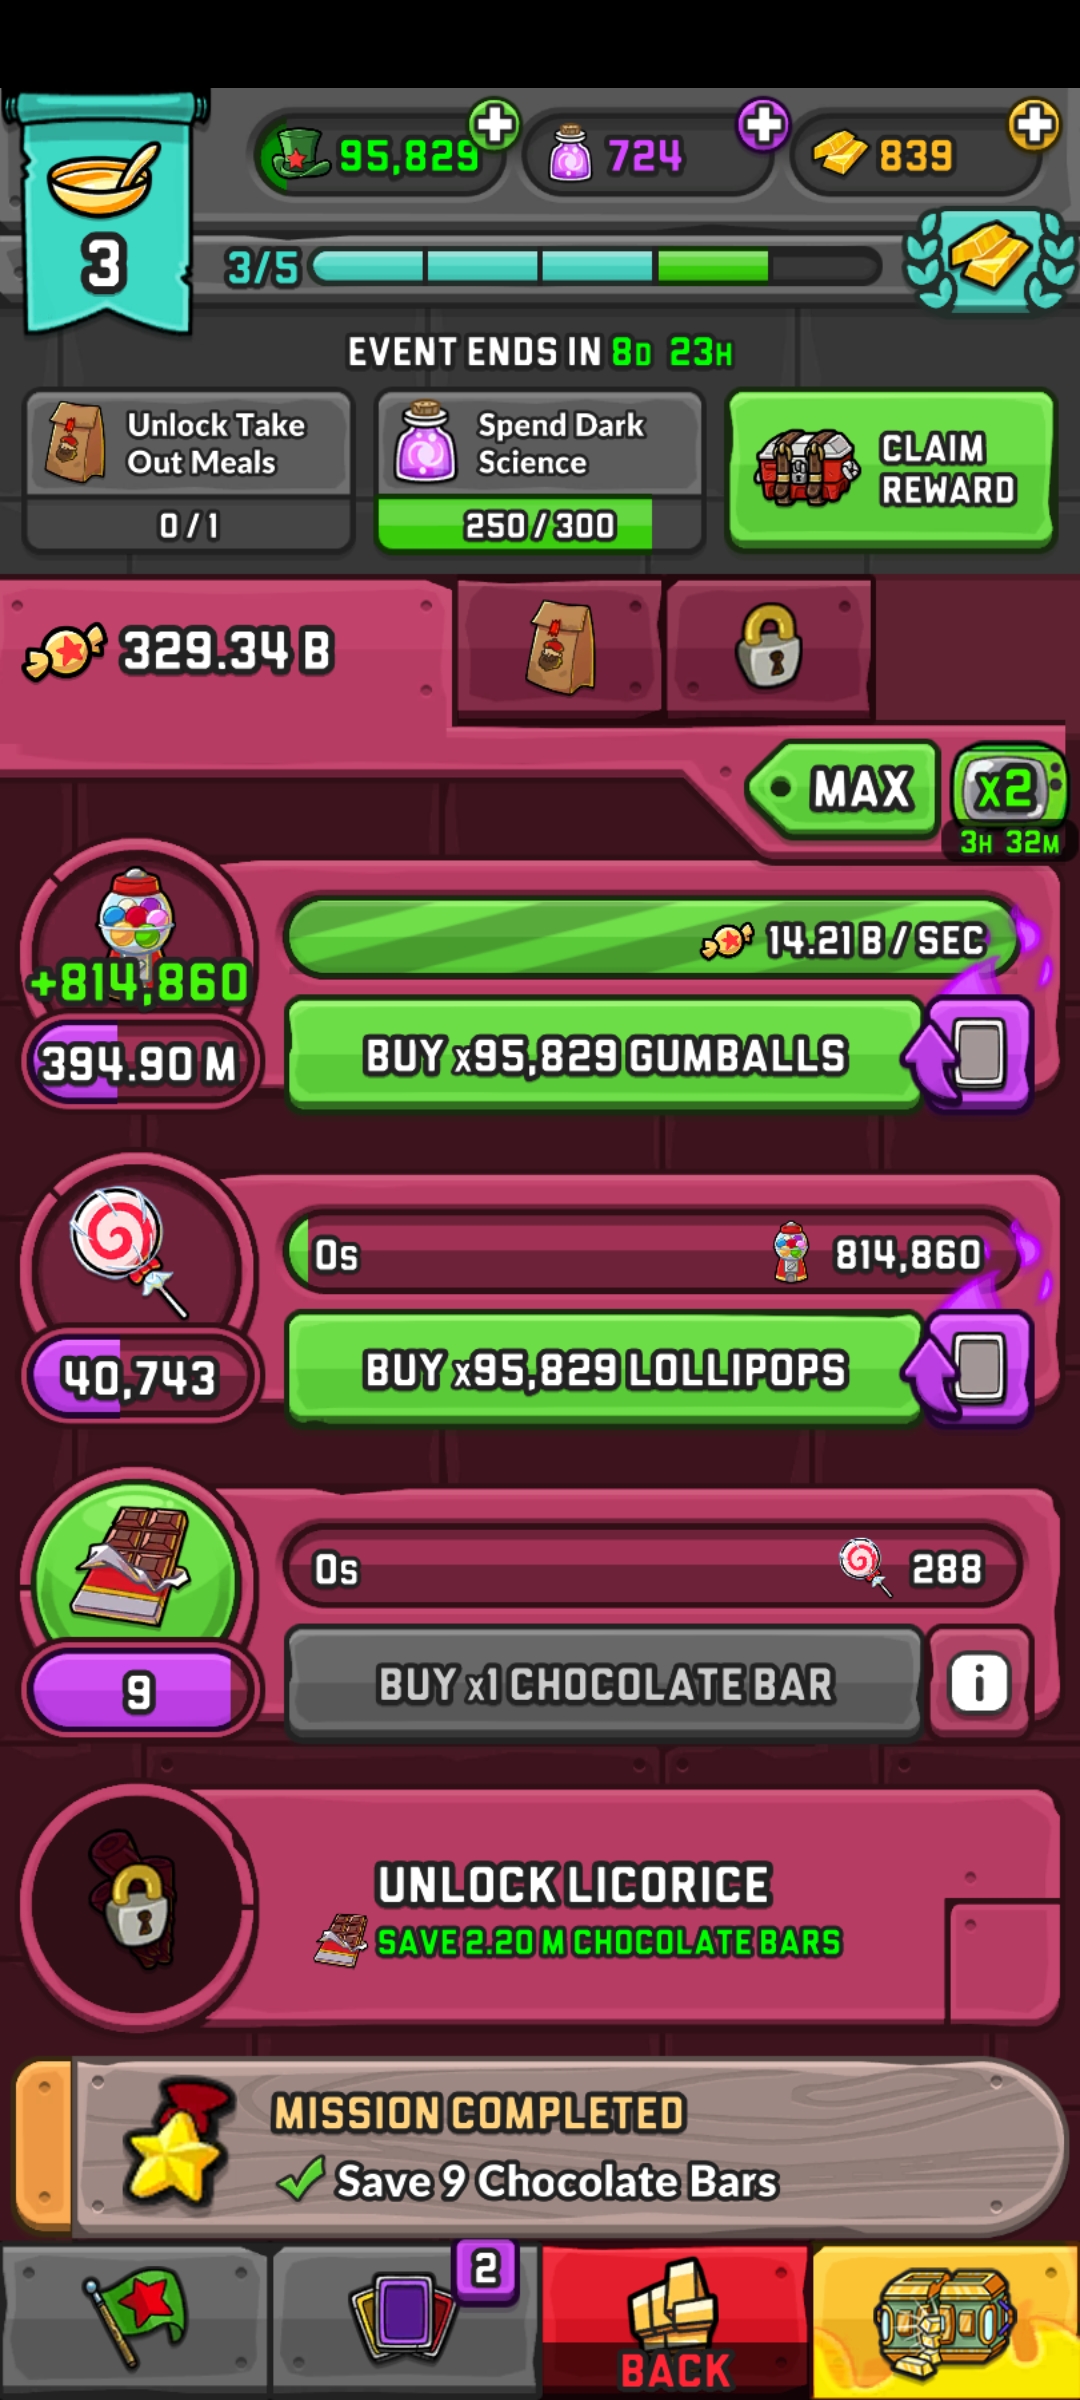 95,829
724
839
3
3/5
EVENT ENDS IN 8D 23H
Unlock Take
Out Meals
0 / 1
Spend Dark
Science
250 / 300
CLAIM
REWARD
329.34 B
MAX
x2
3H 32M
+814,860
394.90 M
14.21 B / SEC
BUY x95,829 GUMBALLS
0s
814,860
40,743
BUY x95,829 LOLLIPOPS
0s
288
9
BUY x1 CHOCOLATE BAR
i
UNLOCK LICORICE
SAVE 2.20 M CHOCOLATE BARS
MISSION COMPLETED
Save 9 Chocolate Bars
2
BACK